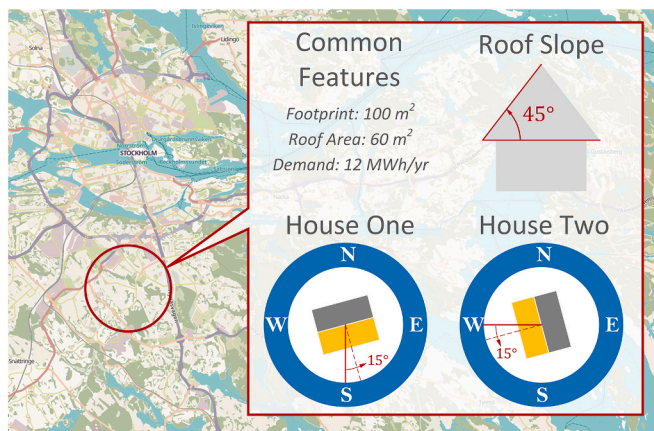 Solna
Lidingö
STOCKHOLM
Snättringe
Common
Features
Footprint: 100 m²
Roof Area: 60 m²
Demand: 12 MWh/yr
Roof Slope
45°
House One
N
W
E
15°
S
House Two
N
W
E
15°
S